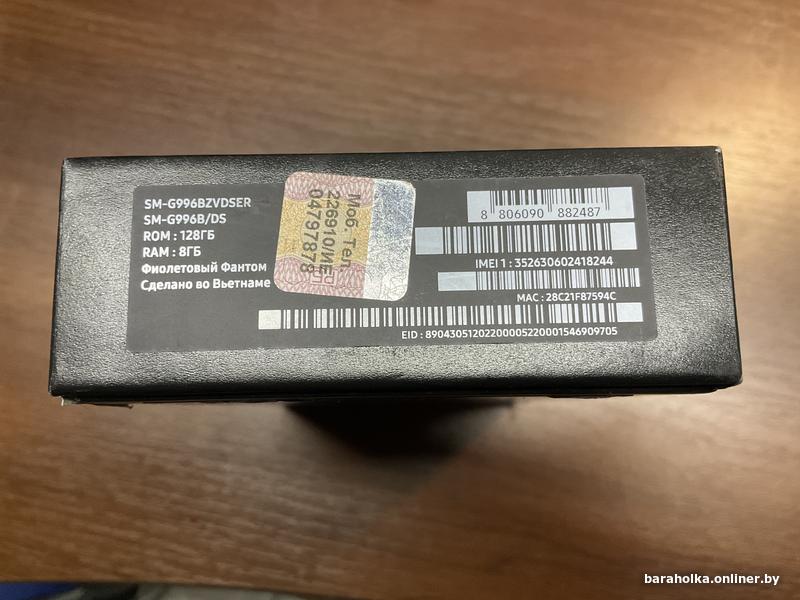 SM-G996BZVDSER
SM-G996B/DS
ROM : 128ГБ
RAM : 8ГБ
Фиолетовый Фантом
Сделано во Вьетнаме
Моб. Тел.
226910/ИЕ
04797878
8 806090 882487
IMEI 1 : 352630602418244
MAC : 28C21F87594C
EID : 89043051202200005220001546909705
baraholka.onliner.by